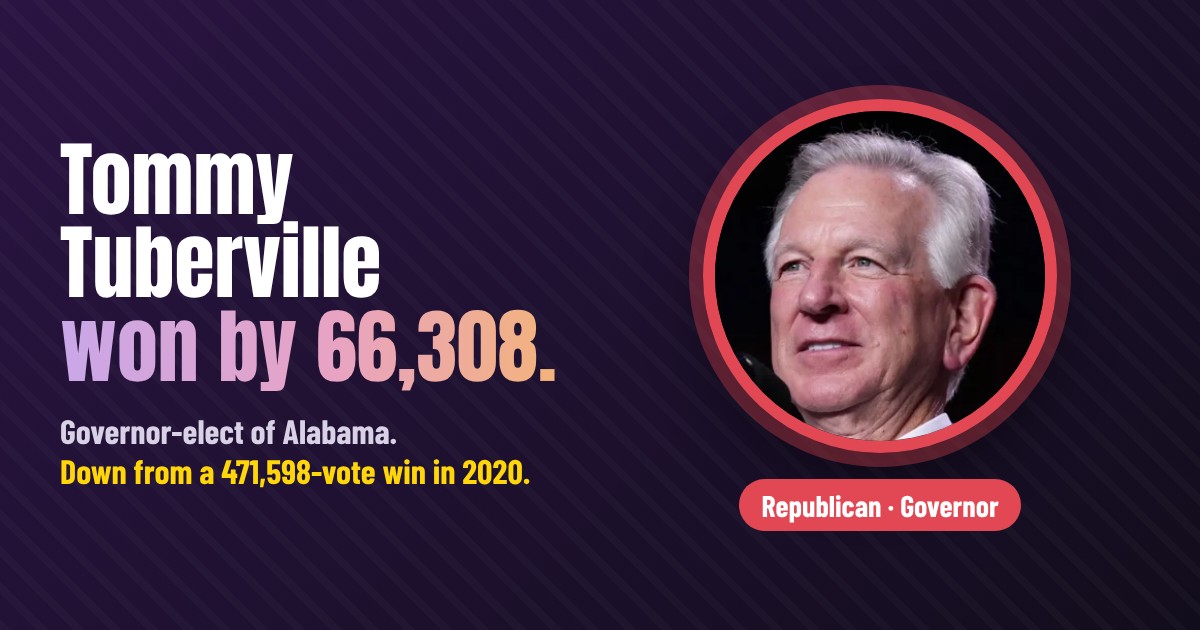 Tommy
Tuberville
won by 66,308.
Governor-elect of Alabama.
Down from a 471,598-vote win in 2020.
Republican · Governor